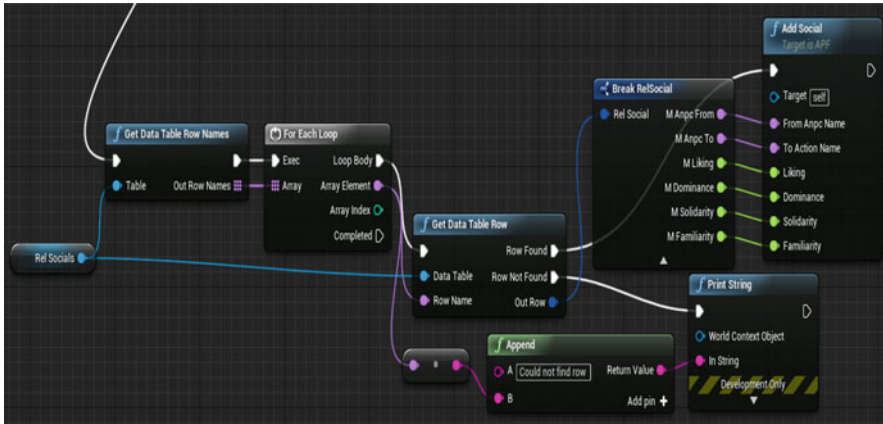 Add Social
Target is APF
Target self
From Anpc Name
To Action Name
Liking
Dominance
Solidarity
Familiarity
Break RelSocial
Rel Social
M Anpc From
M Anpc To
M Liking
M Dominance
M Solidarity
M Familiarity
Get Data Table Row Names
Table
Out Row Names
For Each Loop
Exec
Loop Body
Array
Array Element
Array Index
Completed
Rel Socials
Get Data Table Row
Row Found
Data Table
Row Not Found
Row Name
Out Row
Print String
World Context Object
In String
Development Only
Append
A Could not find row
Return Value
B
Add pin